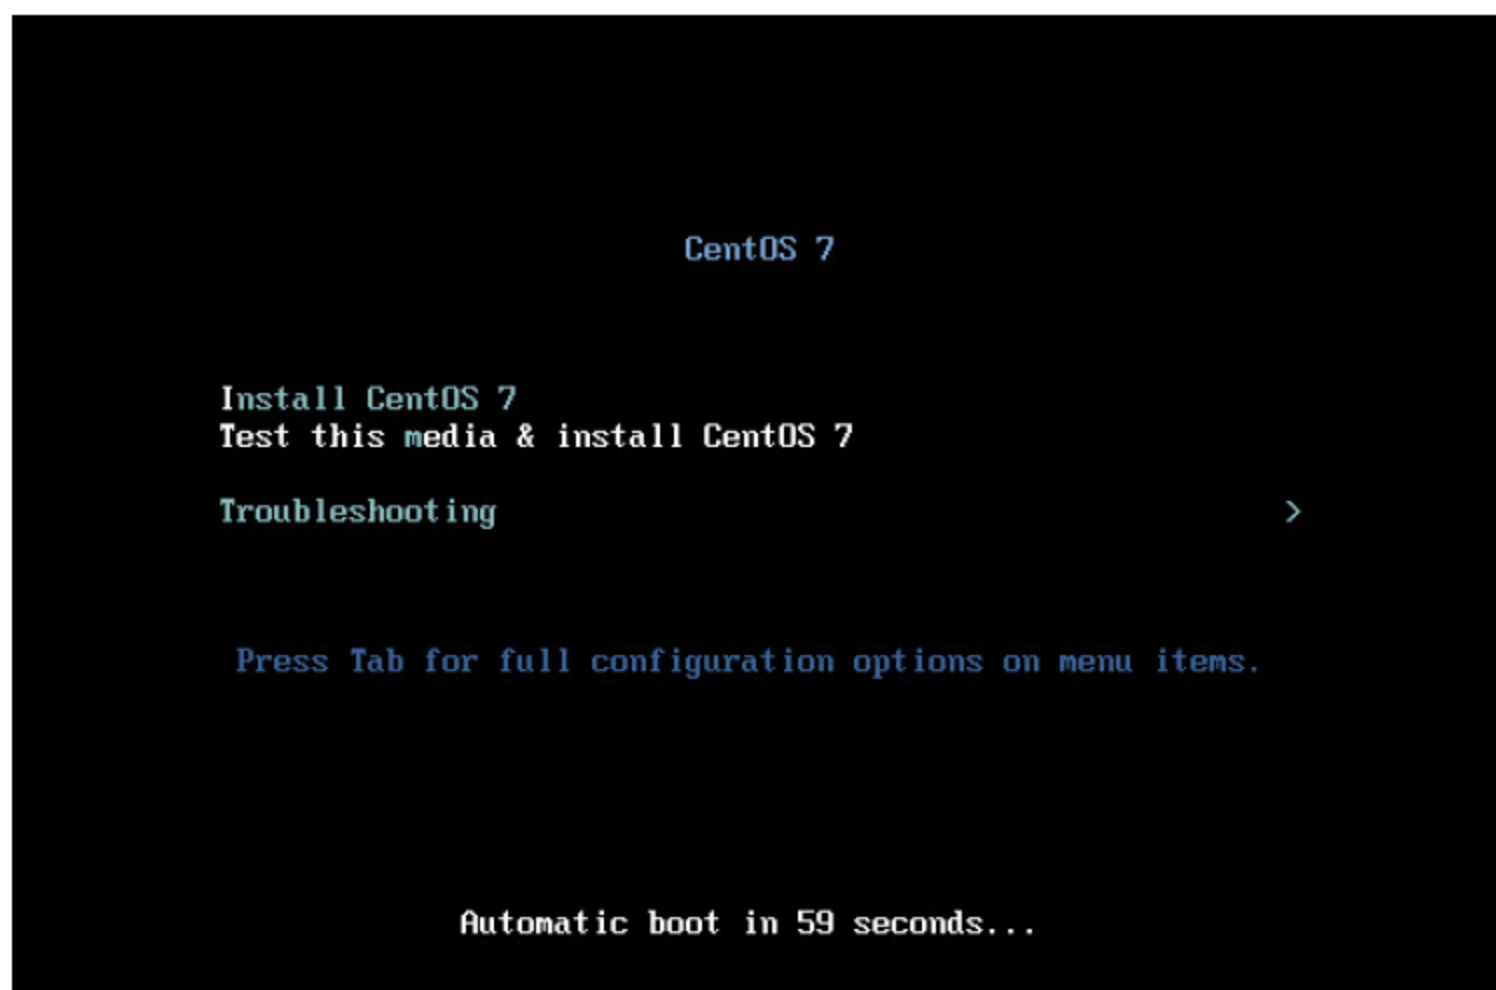 CentOS 7
Install CentOS 7
Test this media & install CentOS 7
Troubleshooting >
Press Tab for full configuration options on menu items.
Automatic boot in 59 seconds...